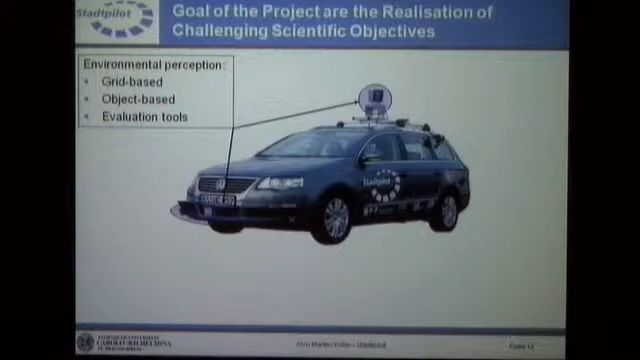 Stadtpilot
Goal of the Project are the Realisation of
Challenging Scientific Objectives
Environmental perception:
• Grid-based
• Object-based
• Evaluation tools
Stadtpilot